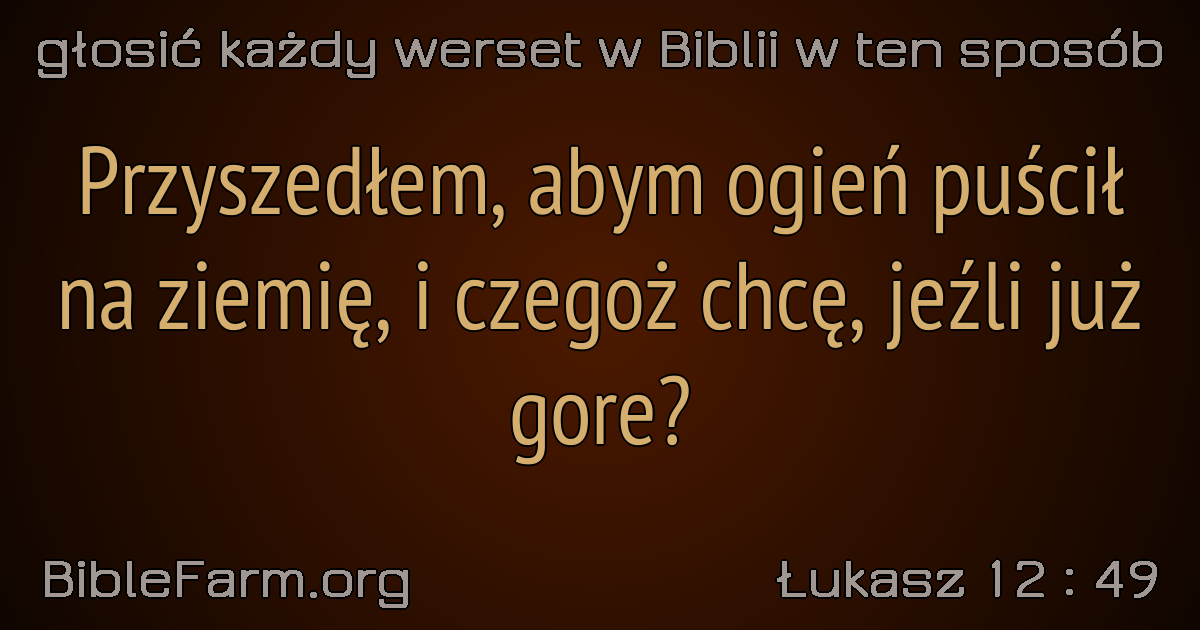 głosić każdy werset w Biblii w ten sposób
Przyszedłem, abym ogień puścił
na ziemię, i czegoż chcę, jeźli już
gore?
BibleFarm.org
Łukasz 12 : 49